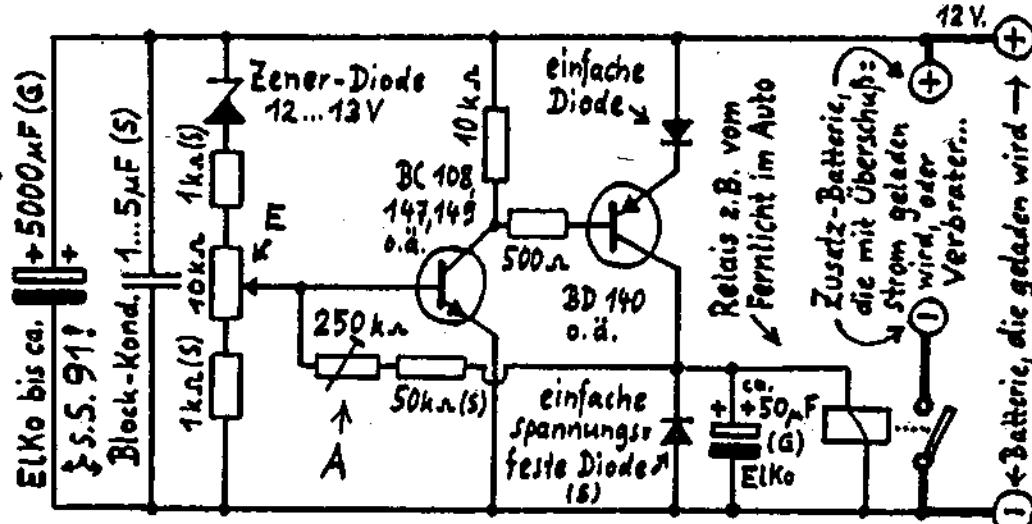 ElKo bis ca. + 5000µF (G)
+
→ s.S. 91!
Block-Kond. 1...5µF (S)
Zener-Diode
12...13V
1kΩ (S)
E
10kΩ
1kΩ (S)
250kΩ
50kΩ (S)
A
10kΩ
BC 108,
147, 149
o.ä.
500Ω
einfache
Diode
BD 140
o.ä.
einfache
spannungs=
feste Diode
(S)
ca.
+ +50µF
(G)
ElKo
Relais z.B. vom
Fernlicht im Auto
Zusatz-Batterie,
die mit Überschuß=
strom geladen
wird, oder
Verbrater...
+
−
12 V.
+
← Batterie, die geladen wird →
−